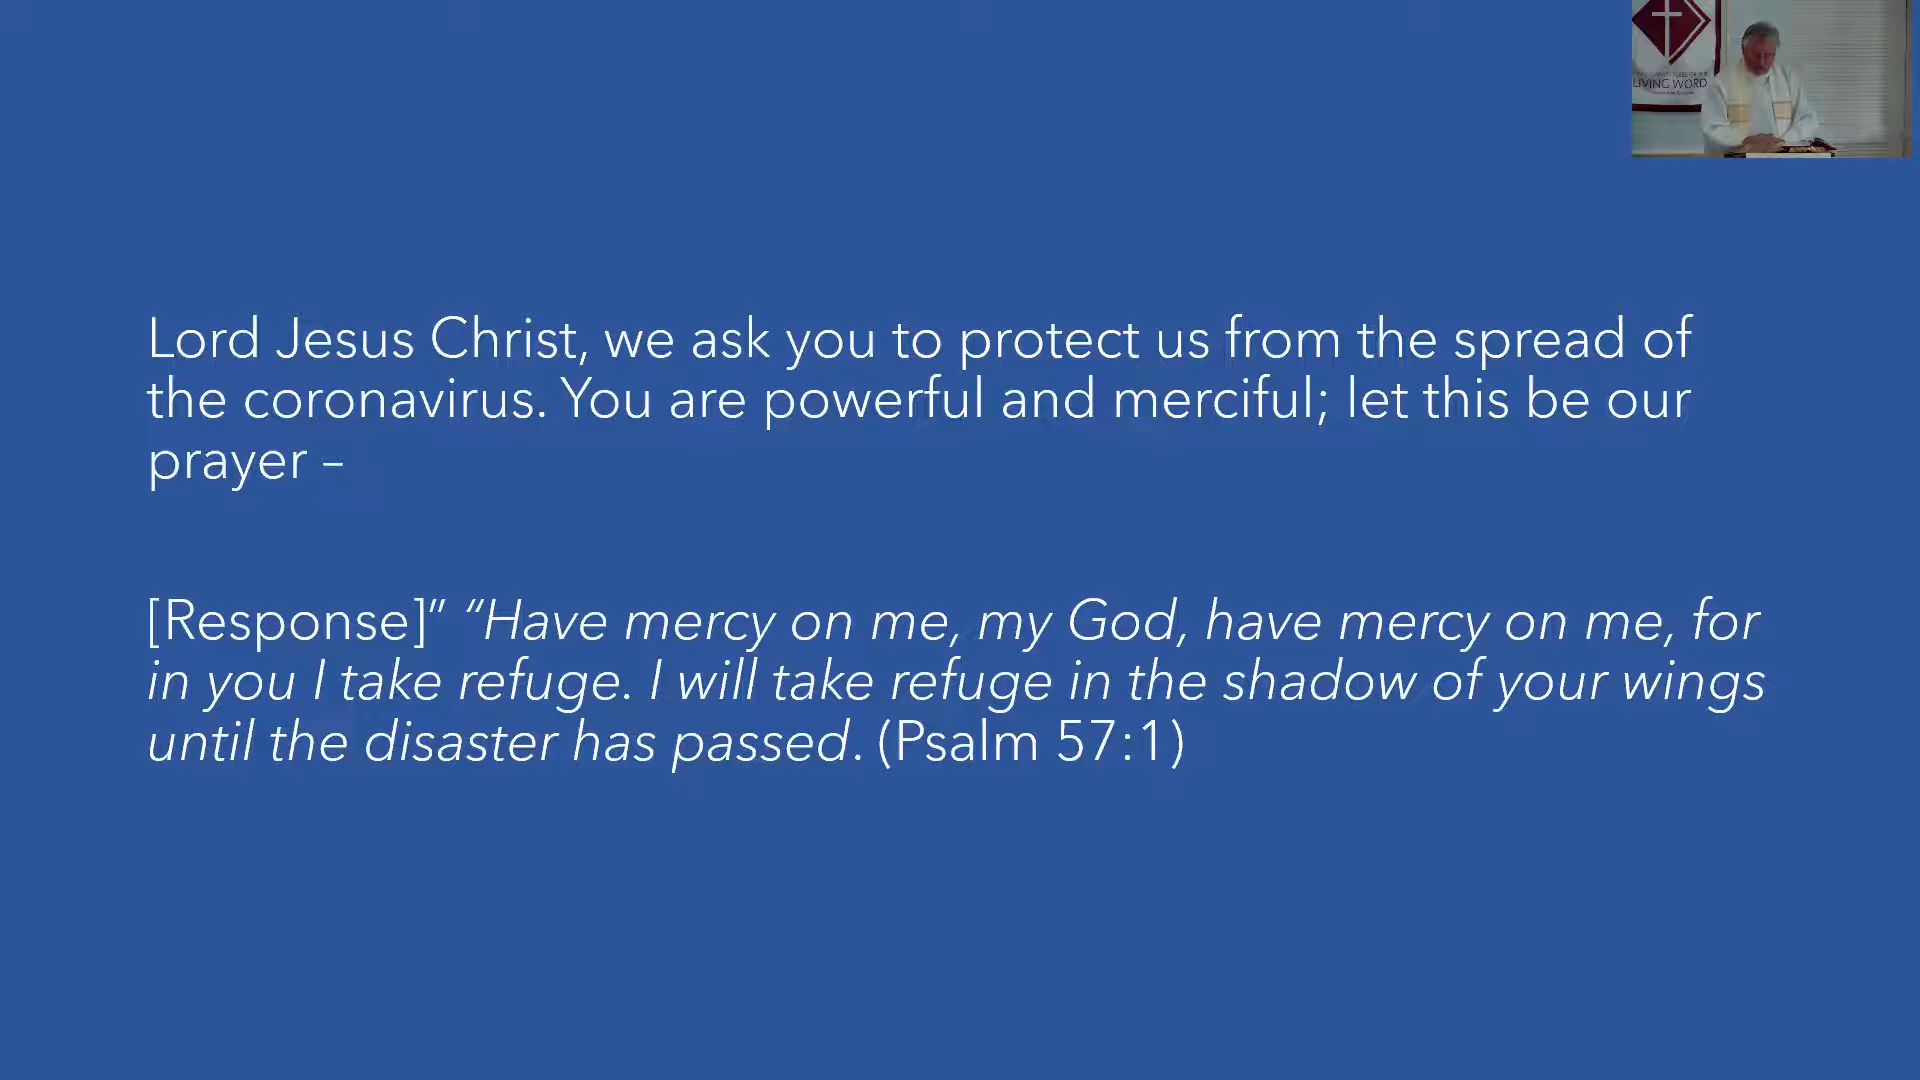 LIVING WORD
Lord Jesus Christ, we ask you to protect us from the spread of
the coronavirus. You are powerful and merciful; let this be our
prayer –
[Response]” “Have mercy on me, my God, have mercy on me, for
in you I take refuge. I will take refuge in the shadow of your wings
until the disaster has passed. (Psalm 57:1)